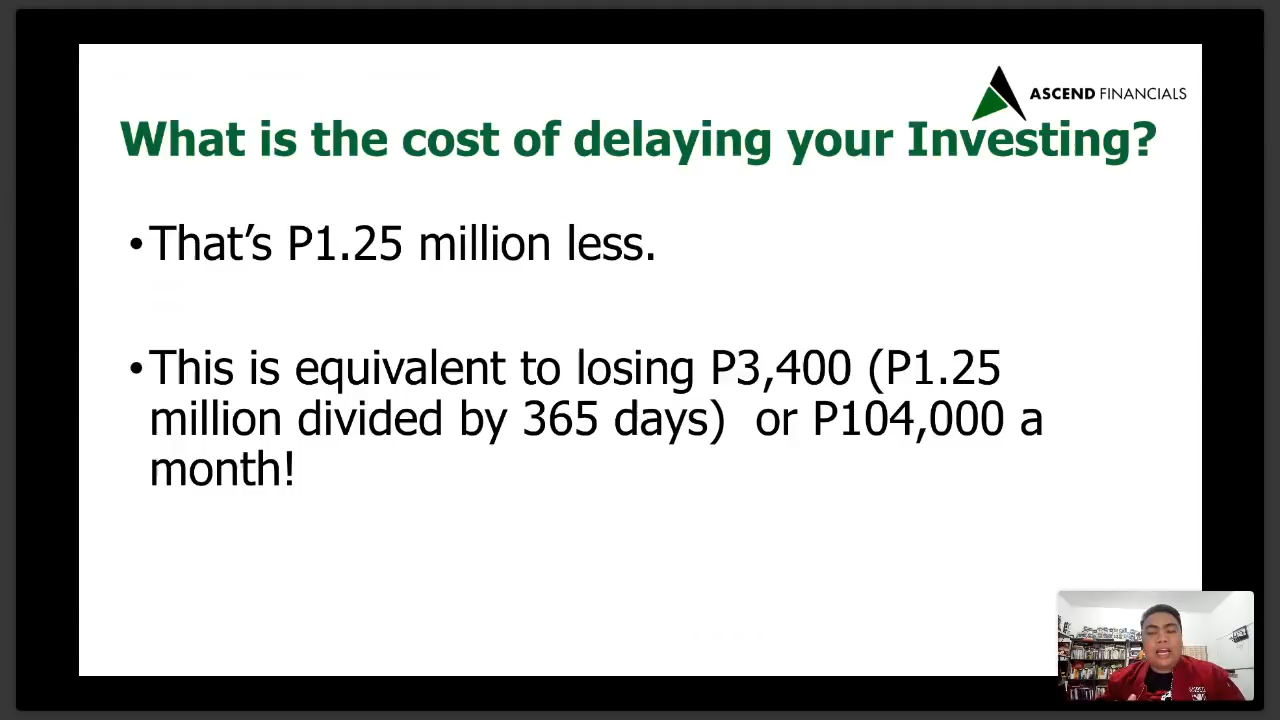 ASCEND FINANCIALS
What is the cost of delaying your Investing?
•That’s P1.25 million less.
•This is equivalent to losing P3,400 (P1.25
million divided by 365 days)  or P104,000 a
month!